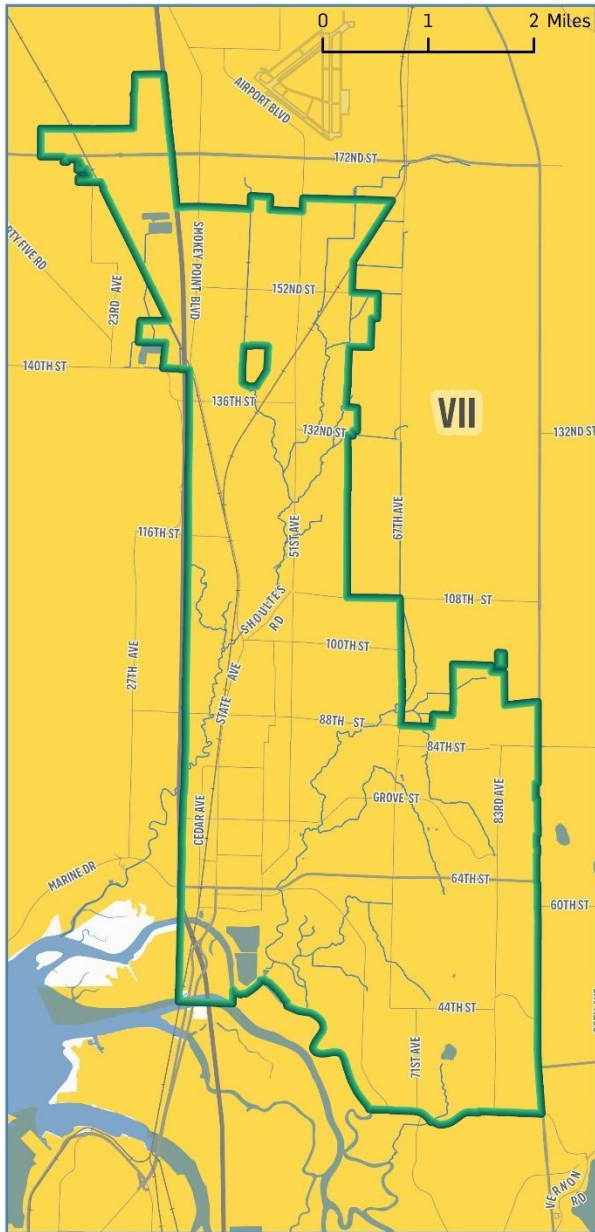 0 1 2 Miles
AIRPORT BLVD
172ND ST
SMOKEY POINT BLVD
RTY FIVE RD
23RD AVE
152ND ST
140TH ST
136TH ST
VII
132ND ST
132ND ST
51ST AVE
67TH AVE
116TH ST
SHOULTES
RD
108TH ST
100TH ST
27TH AVE
STATE AVE
88TH ST
84TH ST
GROVE ST
83RD AVE
CEDAR AVE
MARINE DR
64TH ST
60TH ST
44TH ST
71ST AVE
VERNON
RD